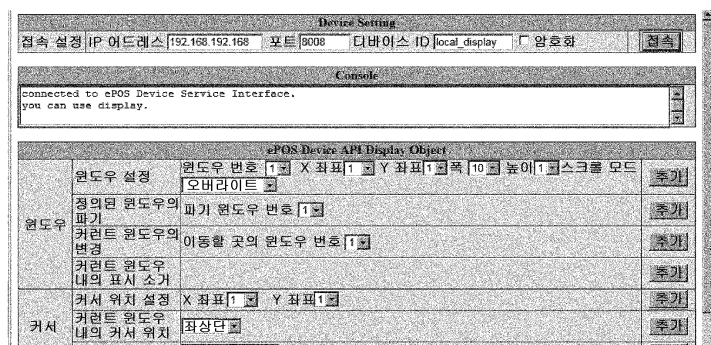 Device Setting
접속 설정 IP 어드레스 192.168.192.168 포트 8008 디바이스 ID local_display 암호화 접속
Console
connected to ePOS Device Service Interface.
you can use display.
ePOS-Device API Display Object
윈도우
윈도우 설정 윈도우 번호 1 X 좌표 1 Y 좌표 1 폭 10 높이 1 스크롤 모드 오버라이트 추가
정의된 윈도우의
파기
파기 윈도우 번호 1 추가
커런트 윈도우의
변경
이동할 곳의 윈도우 번호 1 추가
커런트 윈도우
내의 표시 소거
추가
커서
커서 위치 설정 X 좌표 1 Y 좌표 1 추가
커런트 윈도우
내의 커서 위치
좌상단 추가